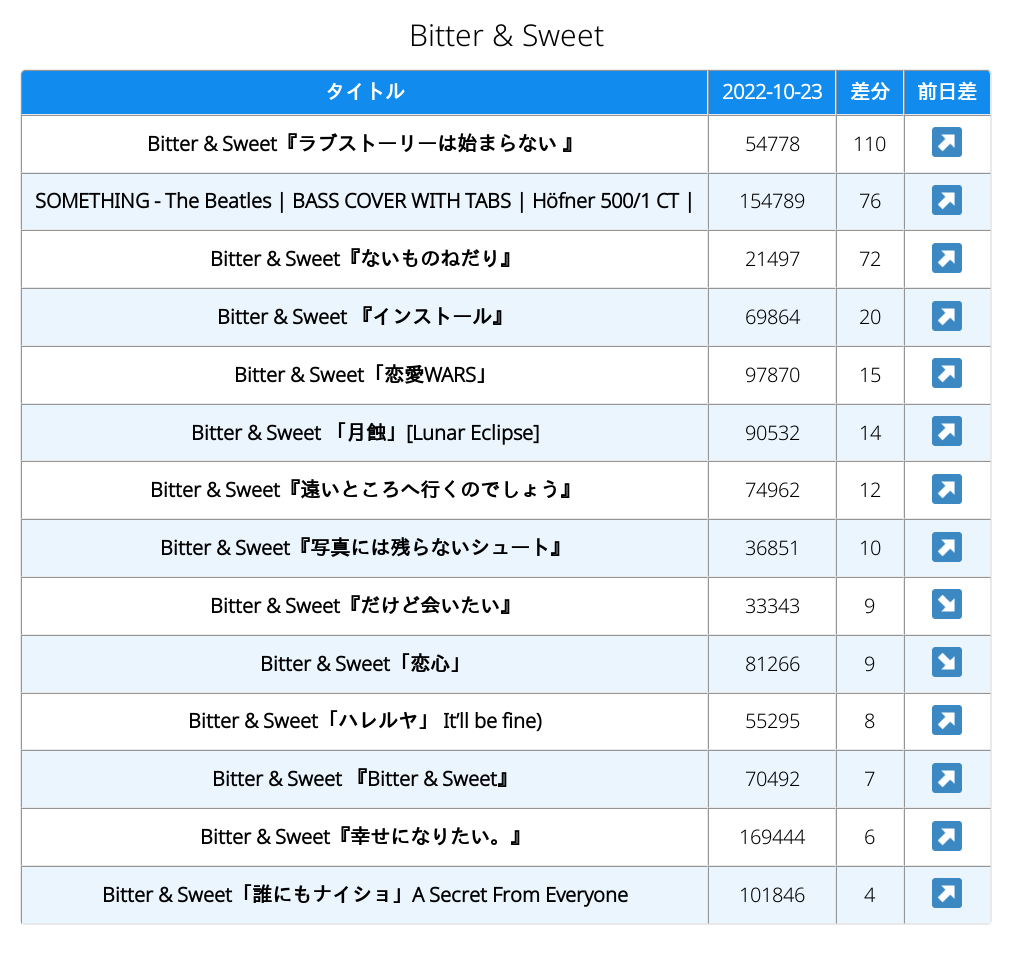 Bitter & Sweet
タイトル 2022-10-23 差分 前日差
Bitter & Sweet『ラブストーリーは始まらない 』 54778 110
SOMETHING - The Beatles | BASS COVER WITH TABS | Höfner 500/1 CT | 154789 76
Bitter & Sweet『ないものねだり』 21497 72
Bitter & Sweet 『インストール』 69864 20
Bitter & Sweet「恋愛WARS」 97870 15
Bitter & Sweet 「月蝕」[Lunar Eclipse] 90532 14
Bitter & Sweet『遠いところへ行くのでしょう』 74962 12
Bitter & Sweet『写真には残らないシュート』 36851 10
Bitter & Sweet『だけど会いたい』 33343 9
Bitter & Sweet「恋心」 81266 9
Bitter & Sweet「ハレルヤ」 It’ll be fine) 55295 8
Bitter & Sweet 『Bitter & Sweet』 70492 7
Bitter & Sweet『幸せになりたい。』 169444 6
Bitter & Sweet「誰にもナイショ」A Secret From Everyone 101846 4